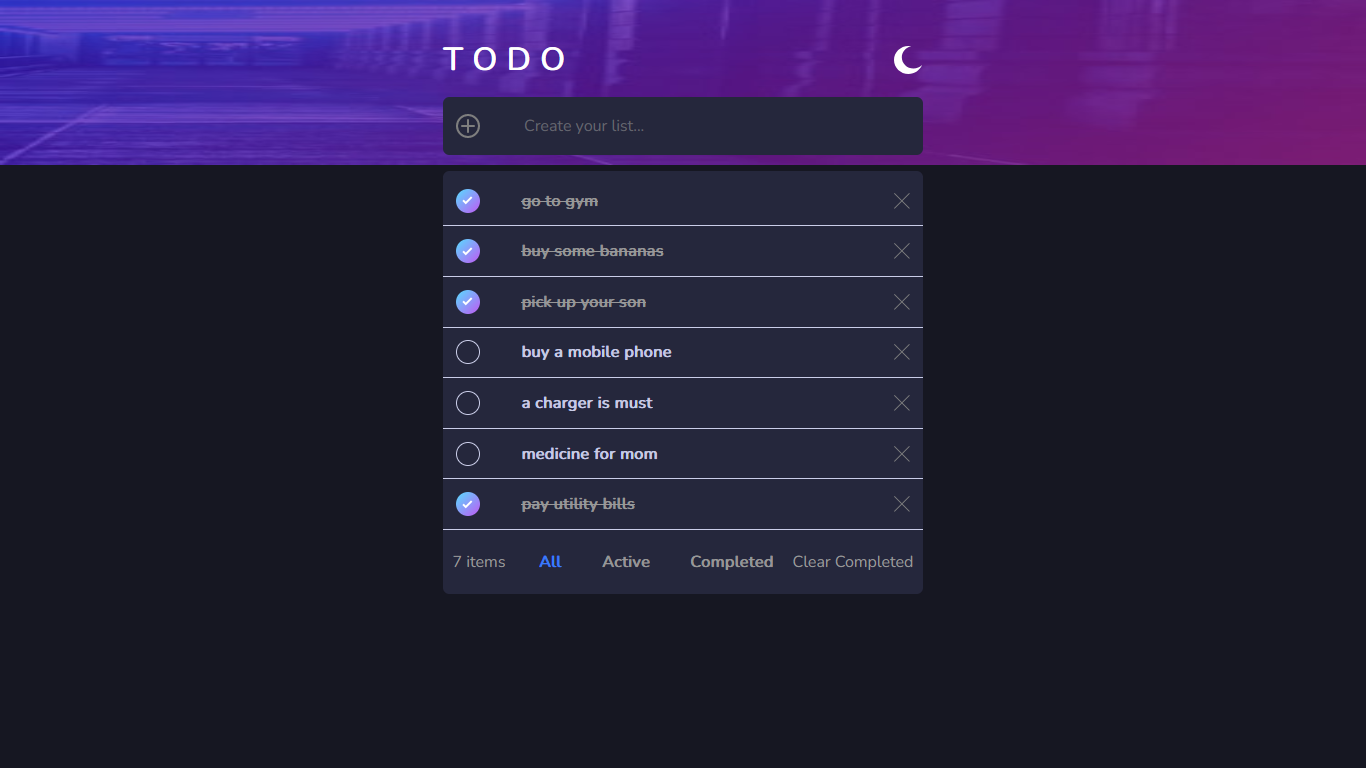 TODO
Create your list...
go to gym
buy some bananas
pick up your son
buy a mobile phone
a charger is must
medicine for mom
pay utility bills
7 items All Active Completed Clear Completed